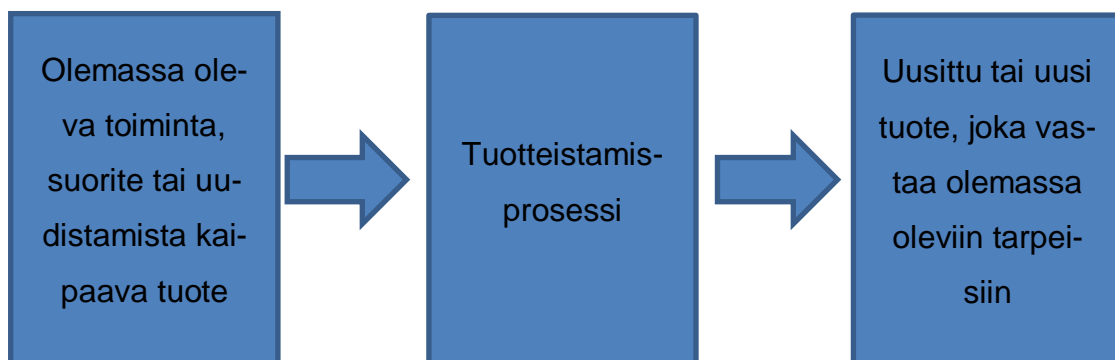 Olemassa ole-
va toiminta,
suorite tai uu-
distamista kai-
paava tuote
Tuotteistamis-
prosessi
Uusittu tai uusi
tuote, joka vas-
taa olemassa
oleviin tarpei-
siin